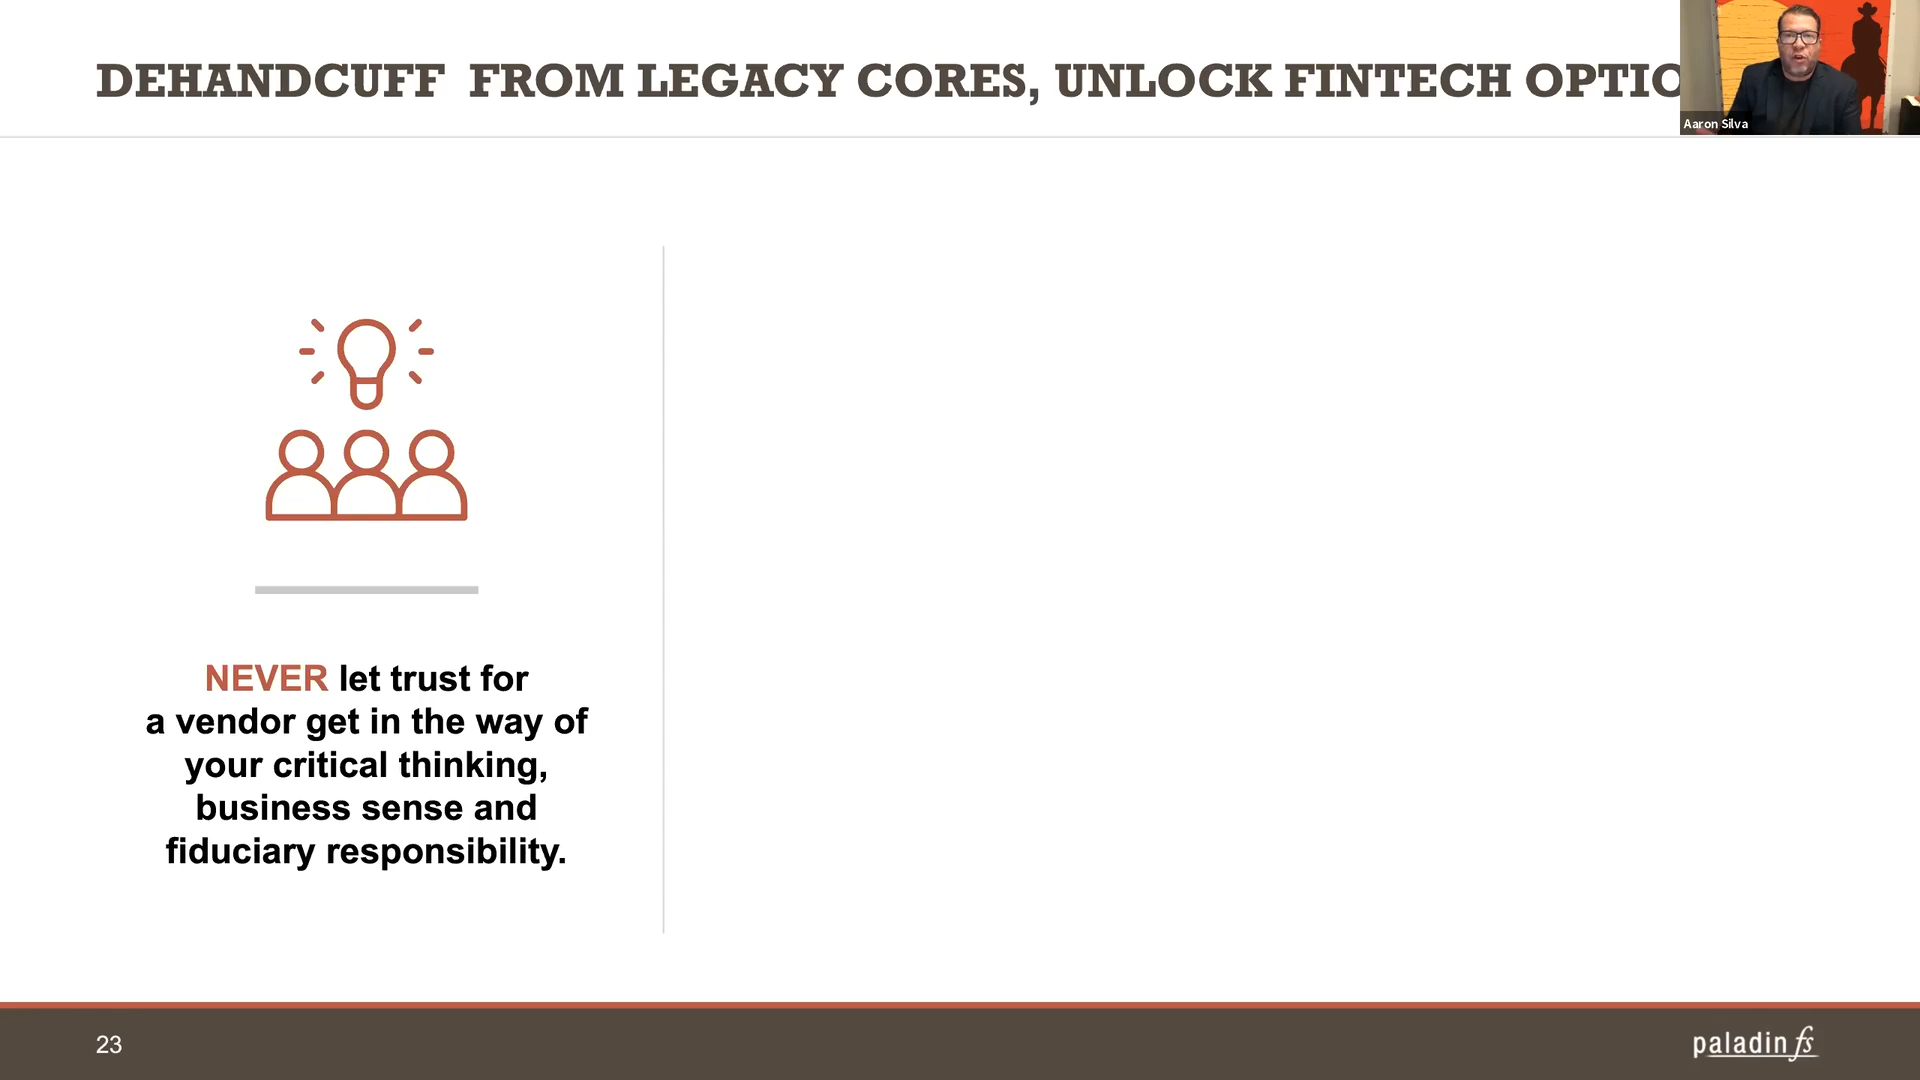 DEHANDCUFF FROM LEGACY CORES, UNLOCK FINTECH OPTIO
Aaron Silva
NEVER let trust for
a vendor get in the way of
your critical thinking,
business sense and
fiduciary responsibility.
23
paladin fs